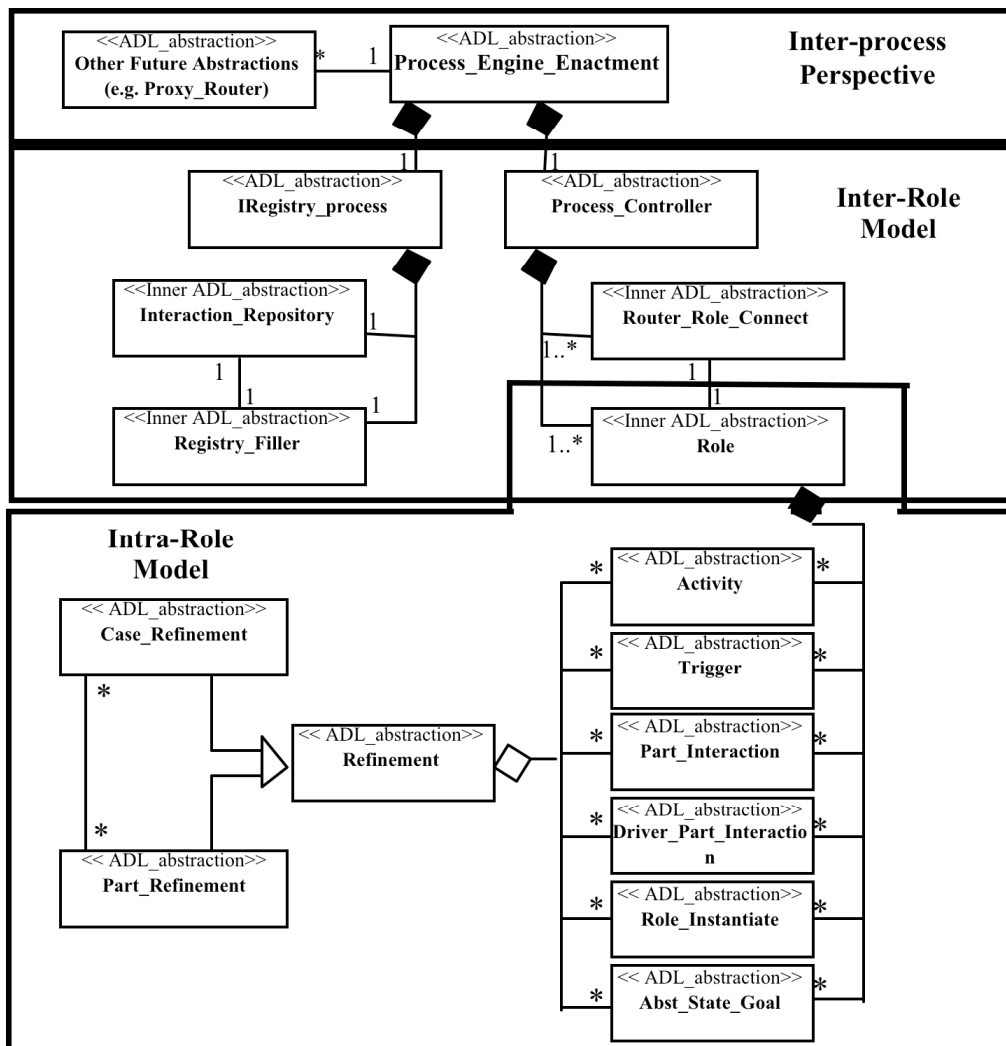 <<ADL_abstraction>>
Other Future Abstractions
(e.g. Proxy_Router)
*
1
<<ADL_abstraction>>
Process_Engine_Enactment
Inter-process
Perspective
1
1
<<ADL_abstraction>>
IRegistry_process
<<ADL_abstraction>>
Process_Controller
Inter-Role
Model
<<Inner ADL_abstraction>>
Interaction_Repository
1
<<Inner ADL_abstraction>>
Router_Role_Connect
1..*
1
1
1
1
1
<<Inner ADL_abstraction>>
Registry_Filler
<<Inner ADL_abstraction>>
Role
1..*
Intra-Role
Model
<< ADL_abstraction>>
Case_Refinement
*
*
<< ADL_abstraction>>
Part_Refinement
<< ADL_abstraction>>
Refinement
*
<< ADL_abstraction>>
Activity
*
*
<< ADL_abstraction>>
Trigger
*
*
<< ADL_abstraction>>
Part_Interaction
*
*
<< ADL_abstraction>>
Driver_Part_Interactio
n
*
*
<< ADL_abstraction>>
Role_Instantiate
*
*
<< ADL_abstraction>>
Abst_State_Goal
*